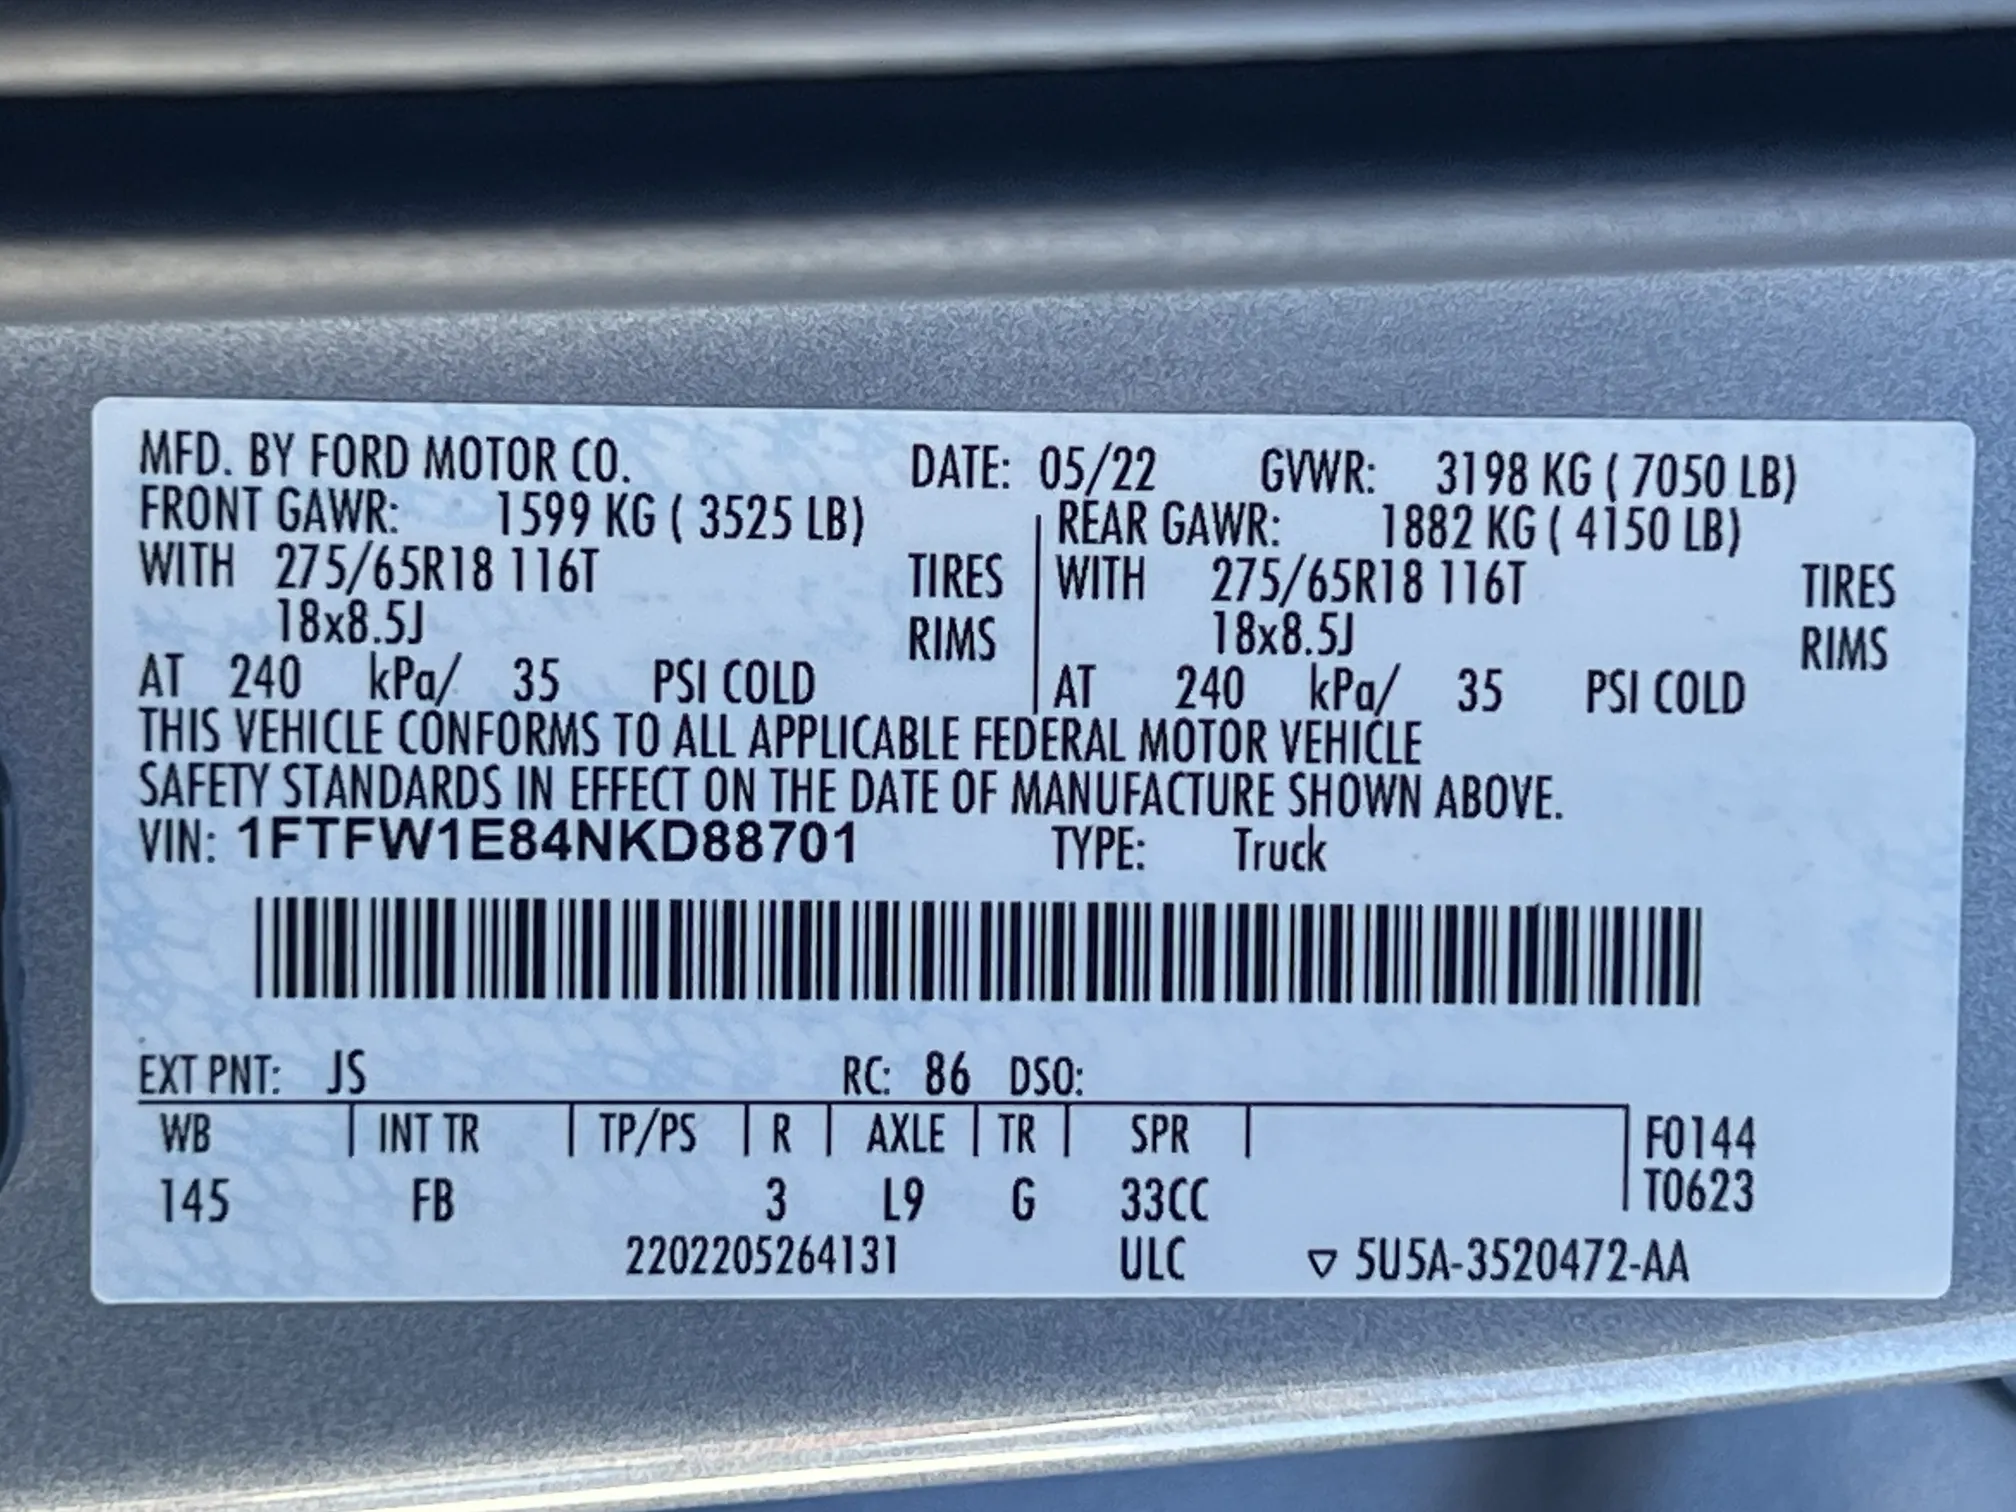 MFD. BY FORD MOTOR CO. DATE: 05/22 GVWR: 3198 KG ( 7050 LB)
FRONT GAWR: 1599 KG ( 3525 LB) REAR GAWR: 1882 KG ( 4150 LB)
WITH 275/65R18 116T TIRES WITH 275/65R18 116T TIRES
18x8.5J RIMS 18x8.5J RIMS
AT 240 kPa/ 35 PSI COLD AT 240 kPa/ 35 PSI COLD
THIS VEHICLE CONFORMS TO ALL APPLICABLE FEDERAL MOTOR VEHICLE
SAFETY STANDARDS IN EFFECT ON THE DATE OF MANUFACTURE SHOWN ABOVE.
VIN: 1FTFW1E84NKD88701 TYPE: Truck
EXT PNT: JS RC: 86 DSO:
WB INT TR TP/PS R AXLE TR SPR F0144
145 FB 3 L9 G 33CC T0623
2202205264131 ULC ▽ 5U5A-3520472-AA